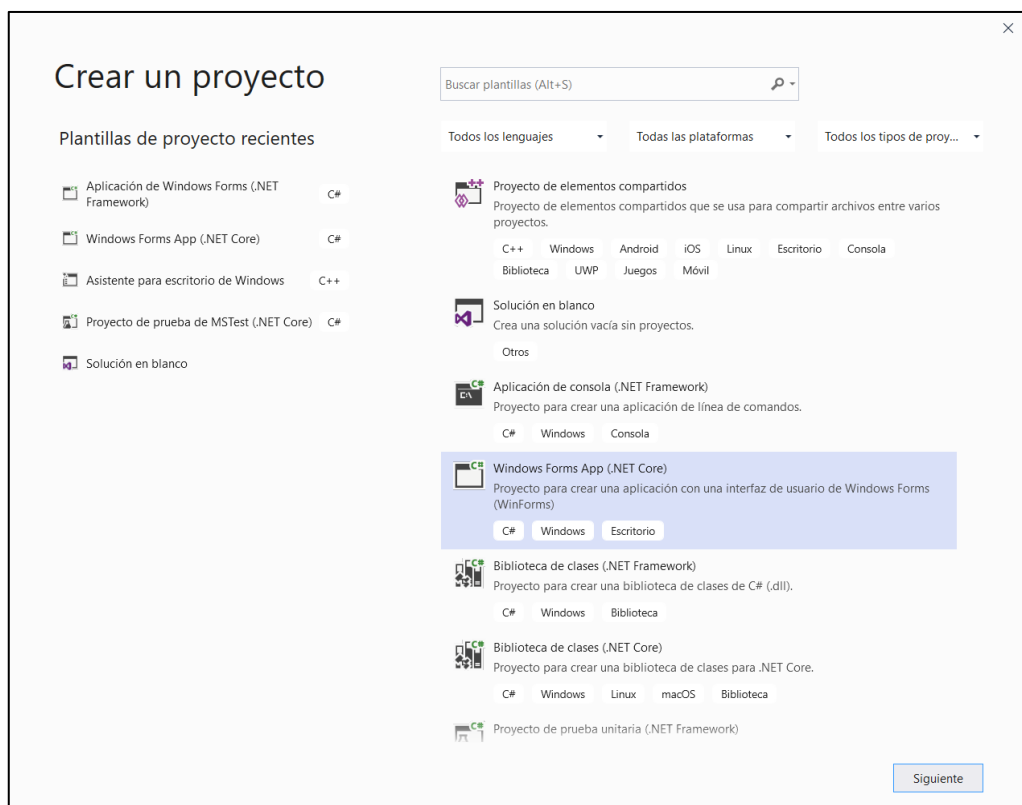 Crear un proyecto
Plantillas de proyecto recientes
Aplicación de Windows Forms (.NET
Framework)
C#
Windows Forms App (.NET Core)
C#
Asistente para escritorio de Windows
C++
Proyecto de prueba de MSTest (.NET Core)
C#
Solución en blanco
Buscar plantillas (Alt+S)
Todos los lenguajes
Todas las plataformas
Todos los tipos de proy...
Proyecto de elementos compartidos
Proyecto de elementos compartidos que se usa para compartir archivos entre varios
proyectos.
C++ Windows Android iOS Linux Escritorio Consola
Biblioteca UWP Juegos Móvil
Solución en blanco
Crea una solución vacía sin proyectos.
Otros
Aplicación de consola (.NET Framework)
Proyecto para crear una aplicación de línea de comandos.
C# Windows Consola
Windows Forms App (.NET Core)
Proyecto para crear una aplicación con una interfaz de usuario de Windows Forms
(WinForms)
C# Windows Escritorio
Biblioteca de clases (.NET Framework)
Proyecto para crear una biblioteca de clases de C# (.dll).
C# Windows Biblioteca
Biblioteca de clases (.NET Core)
Proyecto para crear una biblioteca de clases para .NET Core.
C# Windows Linux macOS Biblioteca
Proyecto de prueba unitaria (.NET Framework)
Siguiente